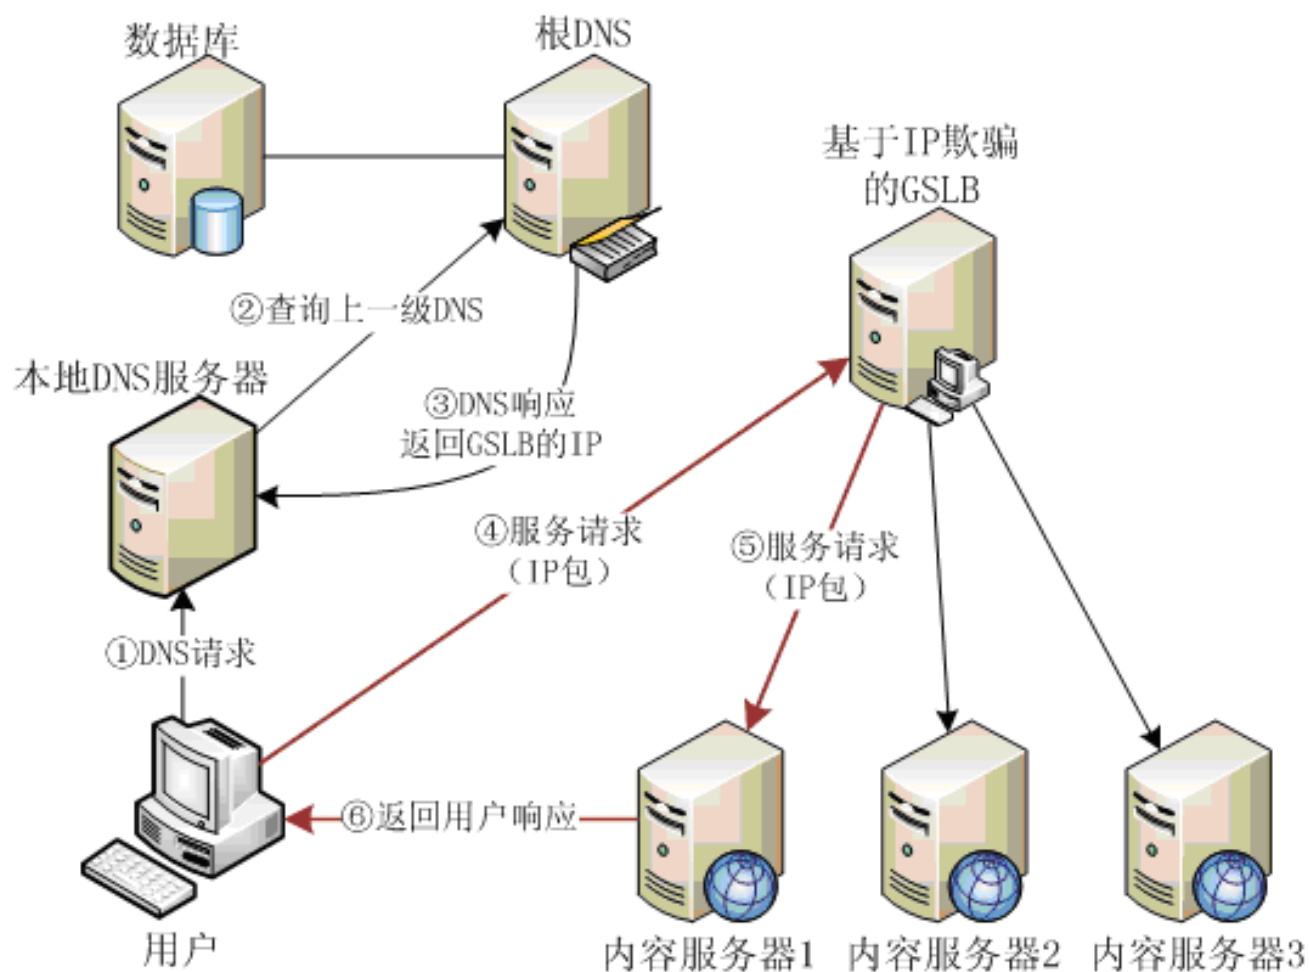 数据库
根DNS
基于IP欺骗
的GSLB
②查询上一级DNS
本地DNS服务器
③DNS响应
返回GSLB的IP
④服务请求
（IP包）
⑤服务请求
（IP包）
①DNS请求
⑥返回用户响应
用户
内容服务器1
内容服务器2
内容服务器3